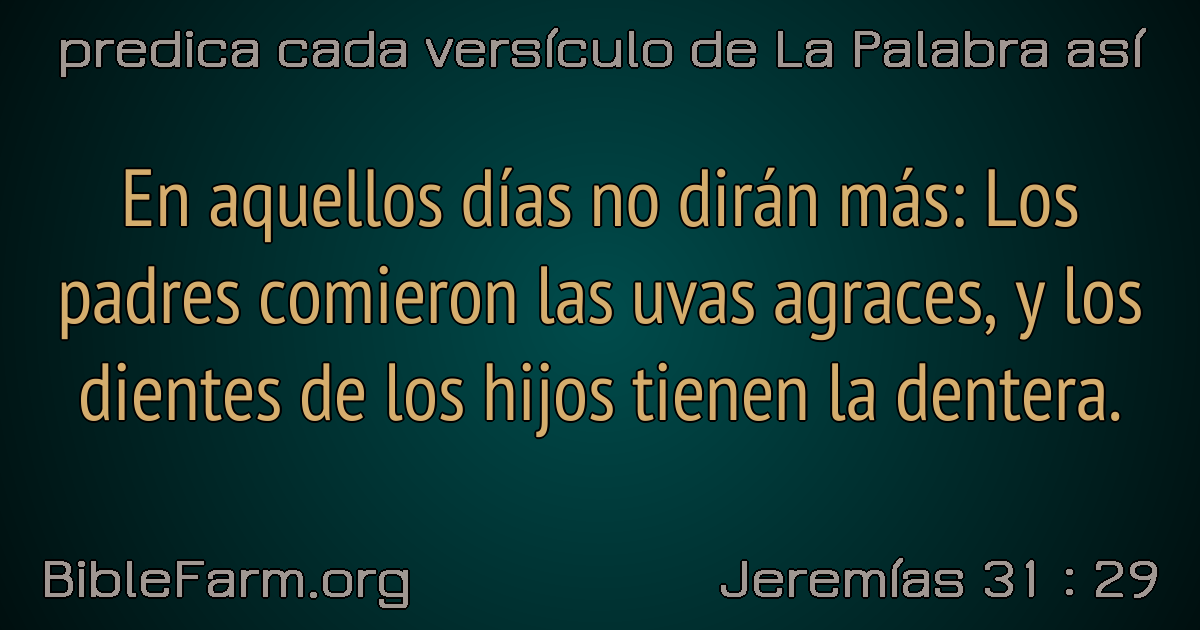 predica cada versículo de La Palabra así
En aquellos días no dirán más: Los
padres comieron las uvas agraces, y los
dientes de los hijos tienen la dentera.
BibleFarm.org
Jeremías 31 : 29